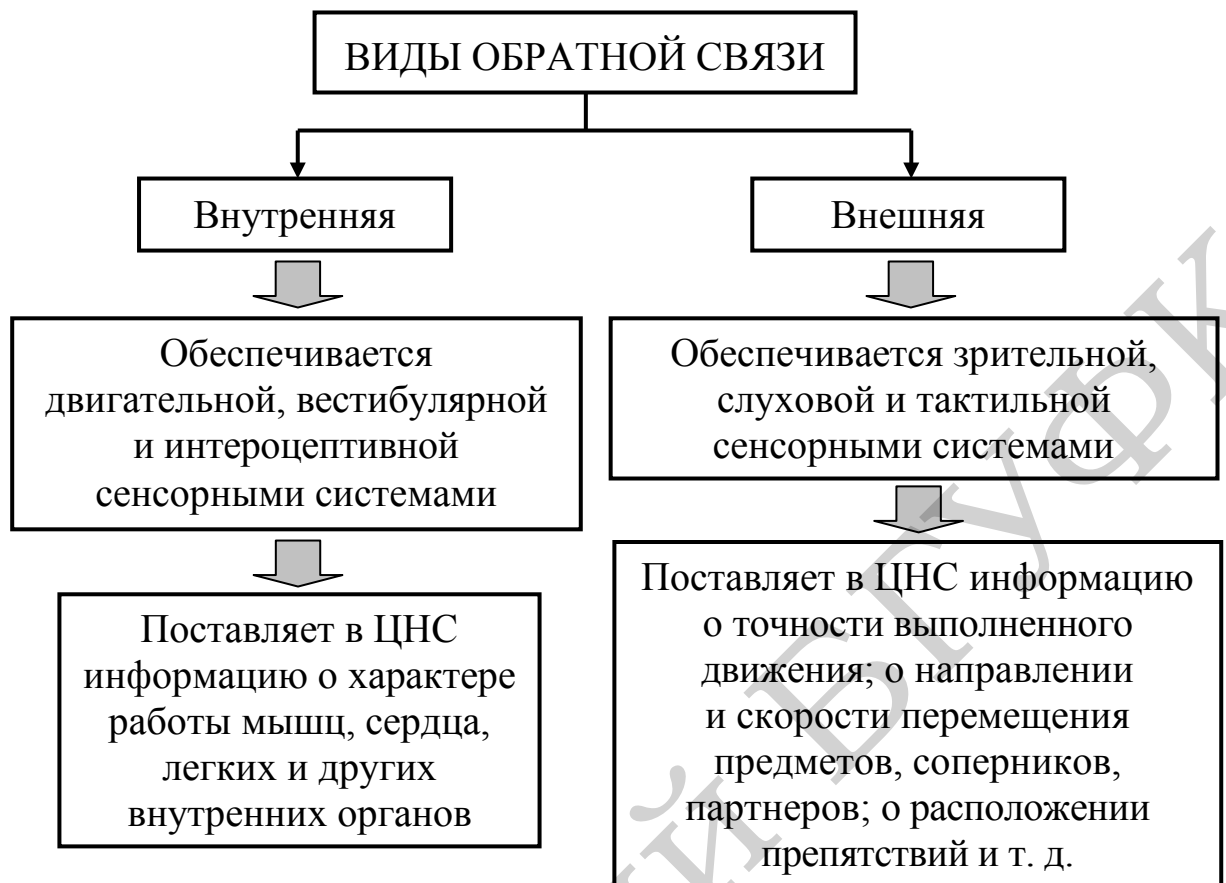 ВИДЫ ОБРАТНОЙ СВЯЗИ
Внутренняя
Обеспечивается
двигательной, вестибулярной
и интероцептивной
сенсорными системами
Поставляет в ЦНС
информацию о характере
работы мышц, сердца,
легких и других
внутренних органов
Внешняя
Обеспечивается зрительной,
слуховой и тактильной
сенсорными системами
Поставляет в ЦНС информацию
о точности выполненного
движения; о направлении
и скорости перемещения
предметов, соперников,
партнеров; о расположении
препятствий и т. д.
БГУФК